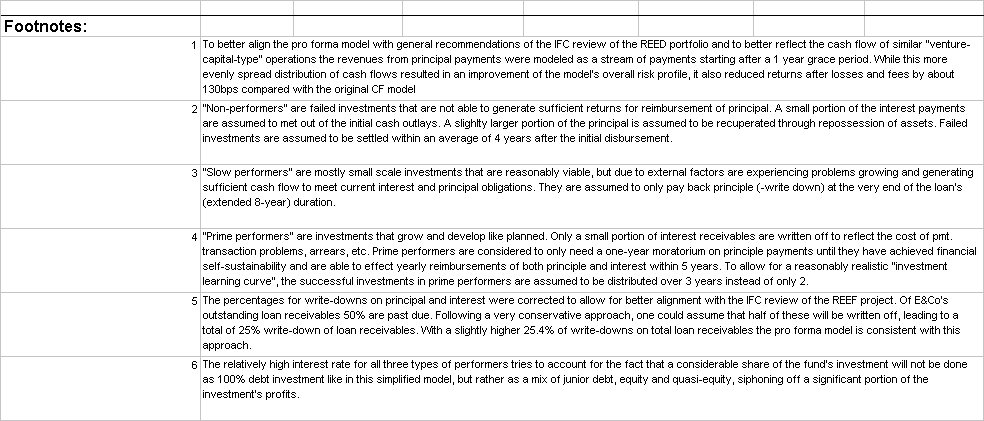 Footnotes:
1 To better align the pro forma model with general recommendations of the IFC review of the REED portfolio and to better reflect the cash flow of similar "venture-
capital-type" operations the revenues from principal payments were modeled as a stream of payments starting after a 1 year grace period. While this more
evenly spread distribution of cash flows resulted in an improvement of the model's overall risk profile, it also reduced returns after losses and fees by about
130bps compared with the original CF model
2 "Non-performers" are failed investments that are not able to generate sufficient returns for reimbursement of principal. A small portion of the interest payments
are assumed to met out of the initial cash outlays. A slighlty larger portion of the principal is assumed to be recuperated through repossession of assets. Failed
investments are assumed to be settled within an average of 4 years after the initial disbursement.
3 "Slow performers" are mostly small scale investments that are reasonably viable, but due to external factors are experiencing problems growing and generating
sufficient cash flow to meet current interest and principal obligations. They are assumed to only pay back principle (-write down) at the very end of the loan's
(extended 8-year) duration.
4 "Prime performers" are investments that grow and develop like planned. Only a small portion of interest receivables are written off to reflect the cost of pmt.
transaction problems, arrears, etc. Prime performers are considered to only need a one-year moratorium on principle payments until they have achieved financial
self-sustainability and are able to effect yearly reimbursements of both principle and interest within 5 years. To allow for a reasonably realistic "investment
learning curve", the successful investments in prime performers are assumed to be distributed over 3 years instead of only 2.
5 The percentages for write-downs on principal and interest were corrected to allow for better alignment with the IFC review of the REEF project. Of E&Co's
outstanding loan receivables 50% are past due. Following a very conservative approach, one could assume that half of these will be written off, leading to a
total of 25% write-down of loan receivables. With a slightly higher 25.4% of write-downs on total loan receivables the pro forma model is consistent with this
approach.
6 The relatively high interest rate for all three types of performers tries to account for the fact that a considerable share of the fund's investment will not be done
as 100% debt investment like in this simplified model, but rather as a mix of junior debt, equity and quasi-equity, siphoning off a significant portion of the
investment's profits.